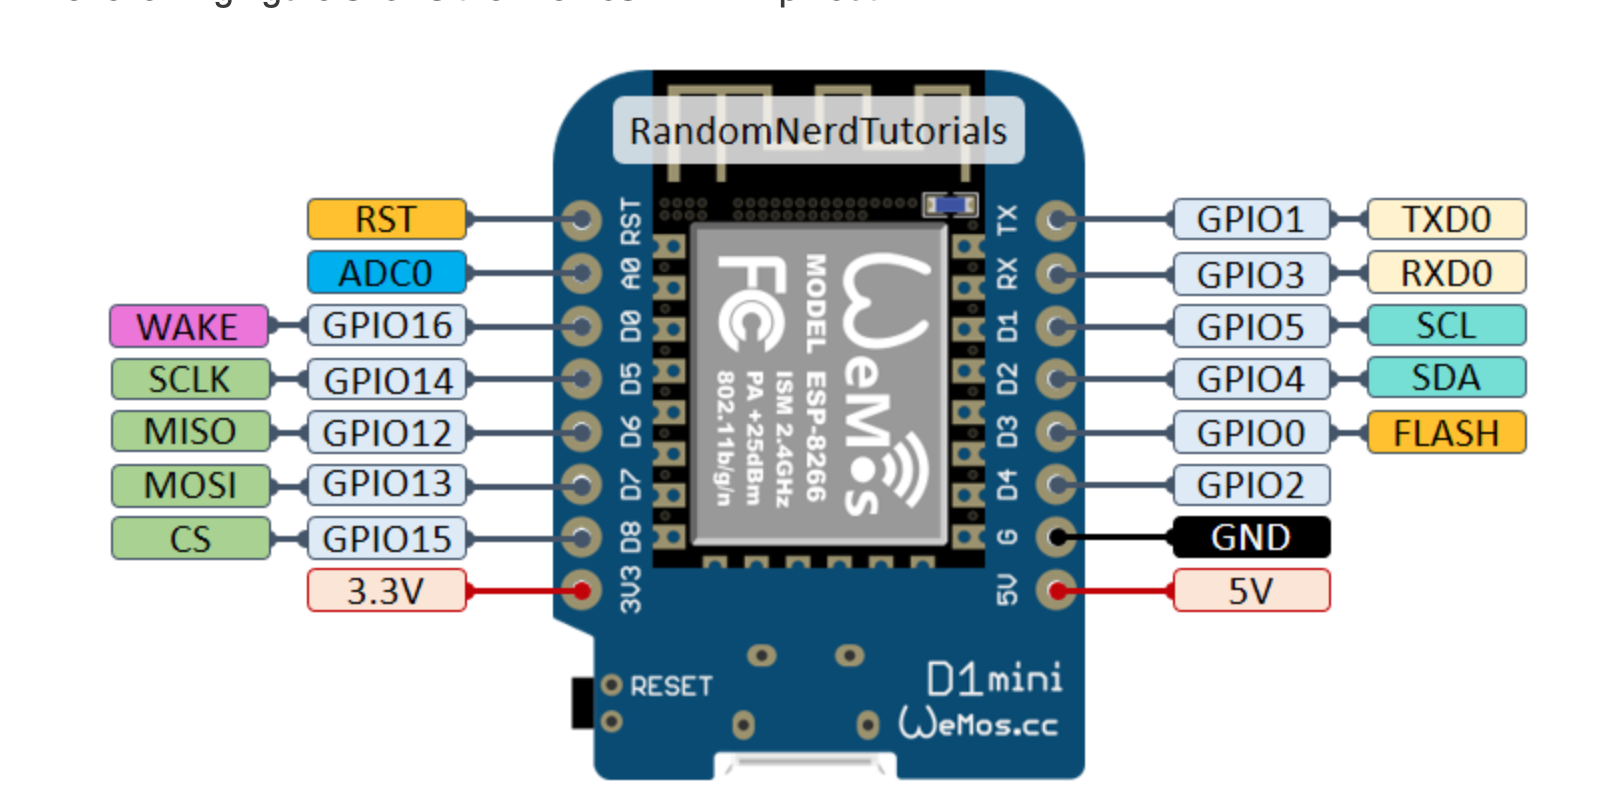 RandomNerdTutorials
RST RST TX GPIO1 TXD0
ADC0 A0 RX GPIO3 RXD0
WAKE GPIO16 D0 D1 GPIO5 SCL
SCLK GPIO14 D5 D2 GPIO4 SDA
MISO GPIO12 D6 D3 GPIO0 FLASH
MOSI GPIO13 D7 D4 GPIO2
CS GPIO15 D8 G GND
3.3V 3V3 5V 5V
WeMos
MODEL ESP-8266
ISM 2.4GHz
PA +25dBm
802.11b/g/n
FC
RESET
D1 mini
WeMos.cc